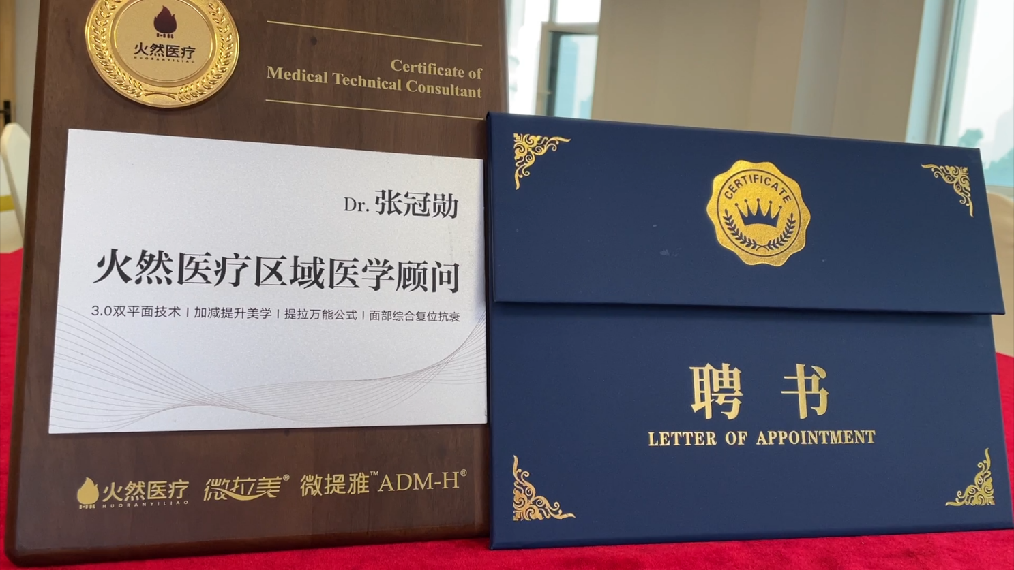 火然医疗
HUORANYILIAO
Certificate of
Medical Technical Consultant
Dr. 张冠勋
火然医疗区域医学顾问
3.0双平面技术 | 加减提升美学 | 提拉万能公式 | 面部综合复位抗衰
火然医疗 微拉美® 微提雅™ ADM-H®
HUORANYILIAO
CERTIFICATE
聘 书
LETTER OF APPOINTMENT